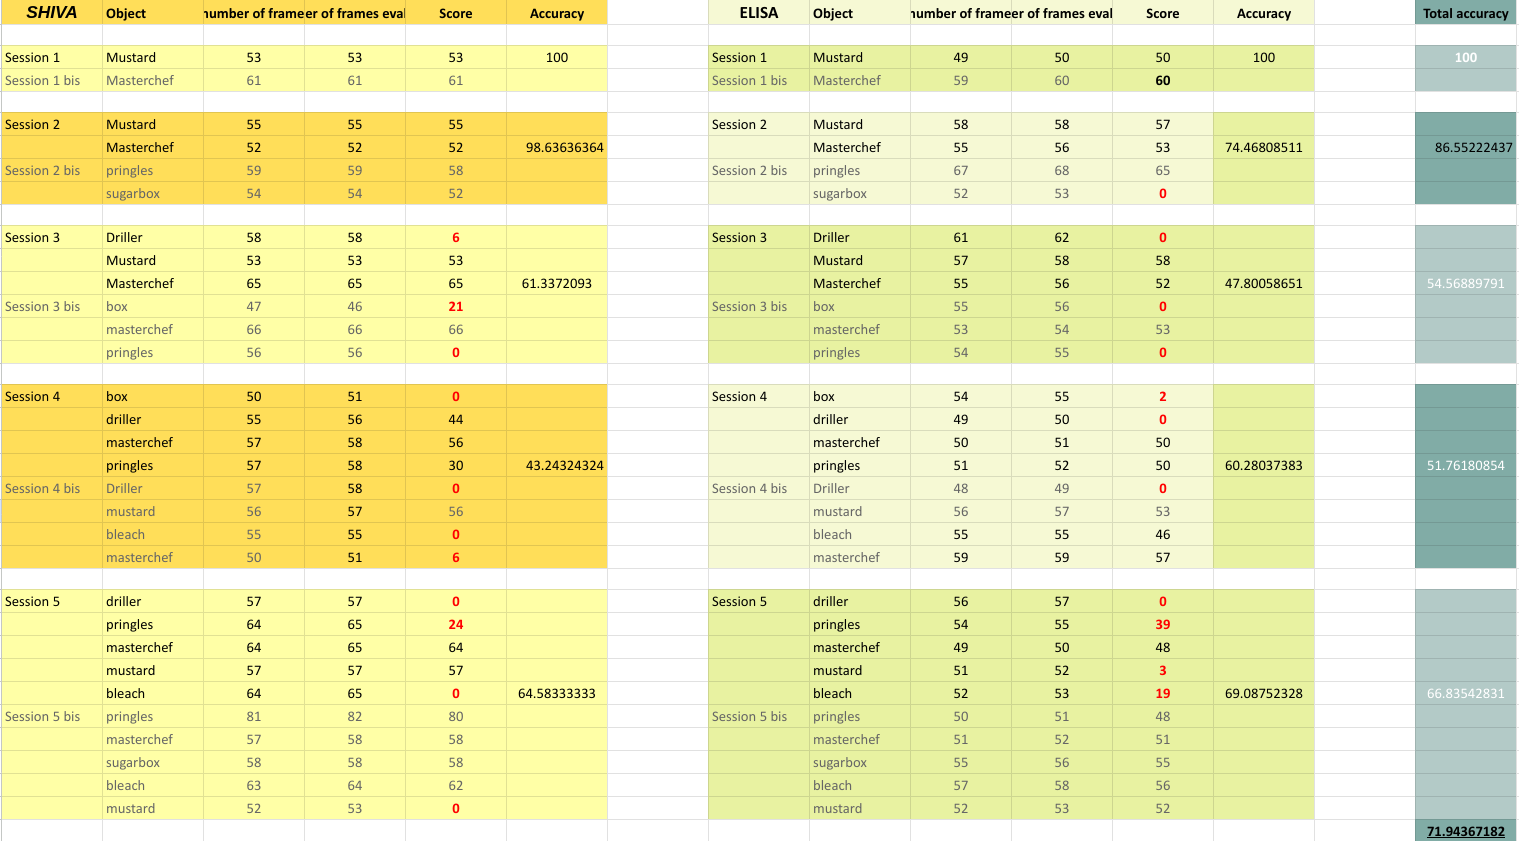 SHIVA Object number of frame er of frames eval Score Accuracy ELISA Object number of frame er of frames eval Score Accuracy Total accuracy
Session 1 Mustard 53 53 53 100 Session 1 Mustard 49 50 50 100 100
Session 1 bis Masterchef 61 61 61 Session 1 bis Masterchef 59 60 60
Session 2 Mustard 55 55 55 Session 2 Mustard 58 58 57
Masterchef 52 52 52 98.63636364 Masterchef 55 56 53 74.46808511 86.55222437
Session 2 bis pringles 59 59 58 Session 2 bis pringles 67 68 65
sugarbox 54 54 52 sugarbox 52 53 0
Session 3 Driller 58 58 6 Session 3 Driller 61 62 0
Mustard 53 53 53 Mustard 57 58 58
Masterchef 65 65 65 61.3372093 Masterchef 55 56 52 47.80058651 54.56889791
Session 3 bis box 47 46 21 Session 3 bis box 55 56 0
masterchef 66 66 66 masterchef 53 54 53
pringles 56 56 0 pringles 54 55 0
Session 4 box 50 51 0 Session 4 box 54 55 2
driller 55 56 44 driller 49 50 0
masterchef 57 58 56 masterchef 50 51 50
pringles 57 58 30 43.24324324 pringles 51 52 50 60.28037383 51.76180854
Session 4 bis Driller 57 58 0 Session 4 bis Driller 48 49 0
mustard 56 57 56 mustard 56 57 53
bleach 55 55 0 bleach 55 55 46
masterchef 50 51 6 masterchef 59 59 57
Session 5 driller 57 57 0 Session 5 driller 56 57 0
pringles 64 65 24 pringles 54 55 39
masterchef 64 65 64 masterchef 49 50 48
mustard 57 57 57 mustard 51 52 3
bleach 64 65 0 64.58333333 bleach 52 53 19 69.08752328 66.83542831
Session 5 bis pringles 81 82 80 Session 5 bis pringles 50 51 48
masterchef 57 58 58 masterchef 51 52 51
sugarbox 58 58 58 sugarbox 55 56 55
bleach 63 64 62 bleach 57 58 56
mustard 52 53 0 mustard 52 53 52
71.94367182